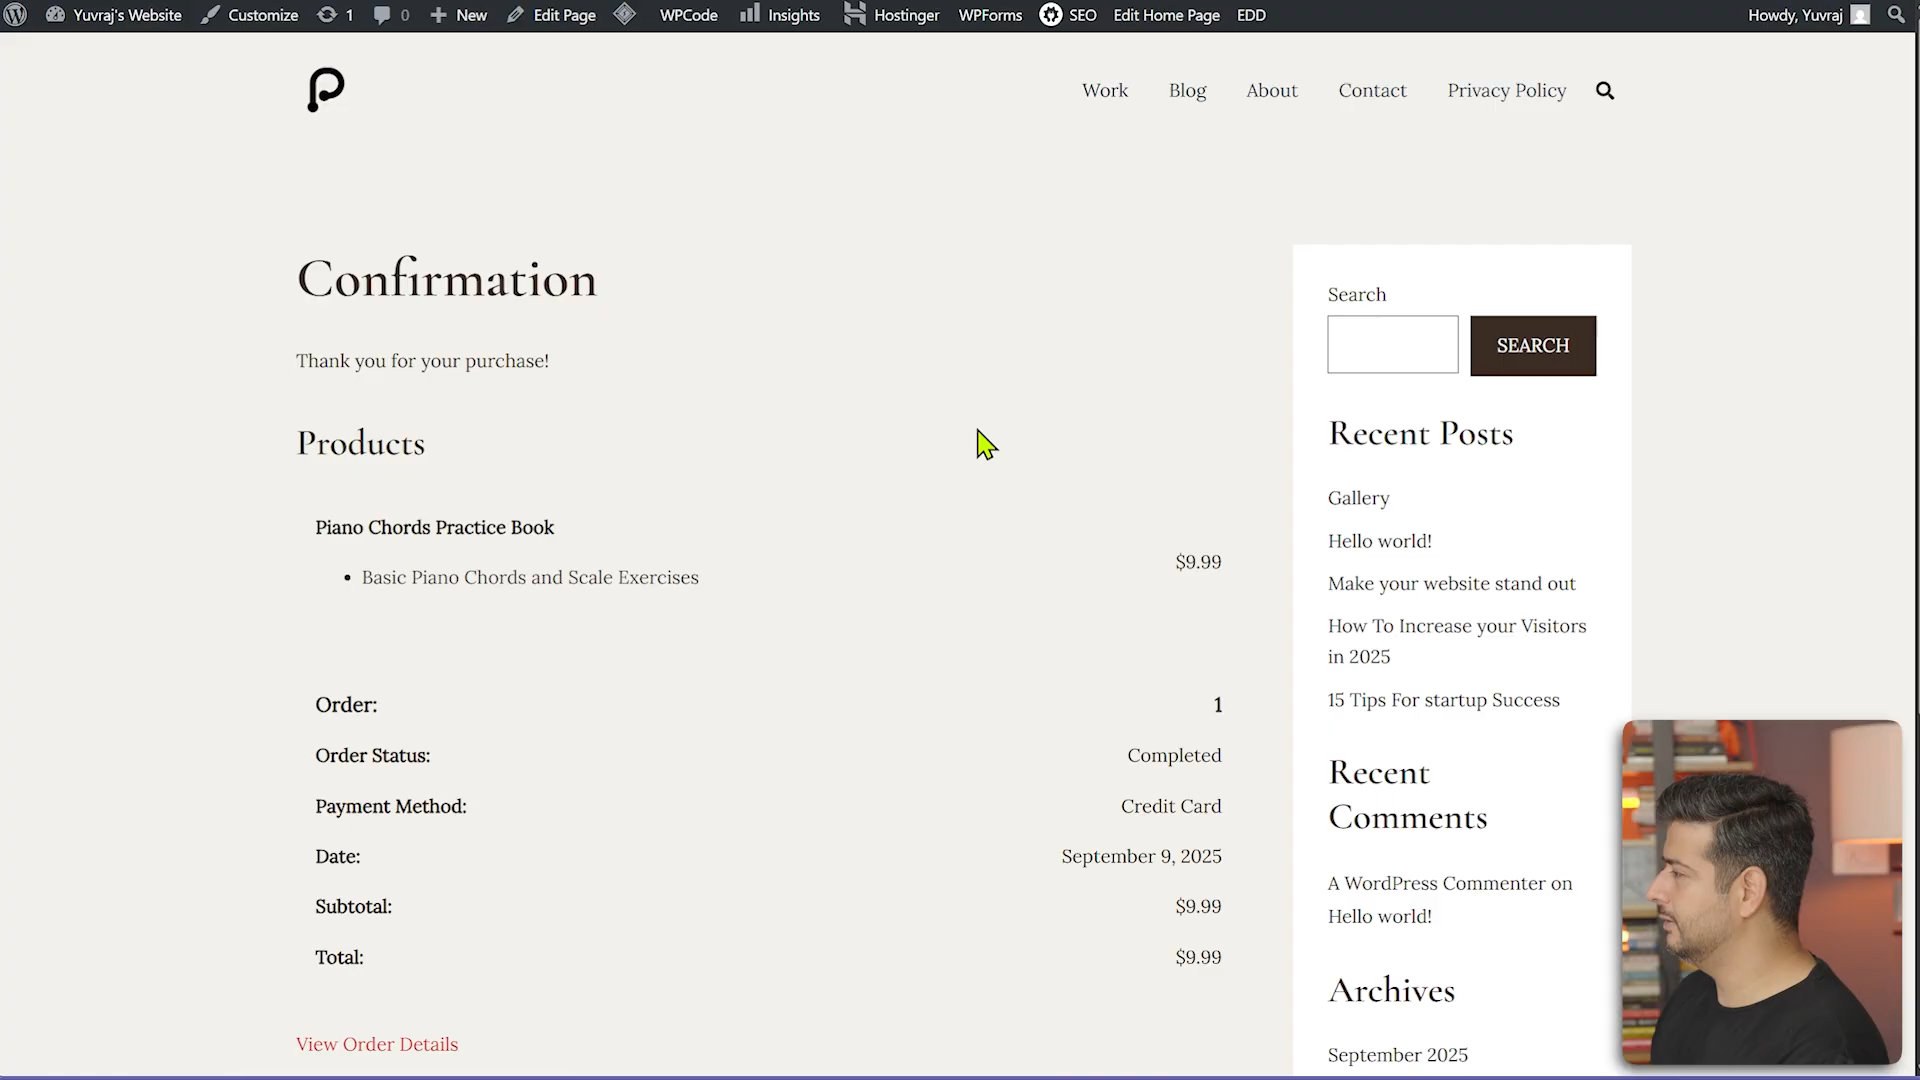 Yuvraj's Website Customize 1 0 New Edit Page WPCode Insights Hostinger WPForms SEO Edit Home Page EDD Howdy, Yuvraj
Work Blog About Contact Privacy Policy
Confirmation
Thank you for your purchase!
Products
Piano Chords Practice Book
• Basic Piano Chords and Scale Exercises
$9.99
Order: 1
Order Status: Completed
Payment Method: Credit Card
Date: September 9, 2025
Subtotal: $9.99
Total: $9.99
View Order Details
Search
SEARCH
Recent Posts
Gallery
Hello world!
Make your website stand out
How To Increase your Visitors
in 2025
15 Tips For startup Success
Recent
Comments
A WordPress Commenter on
Hello world!
Archives
September 2025